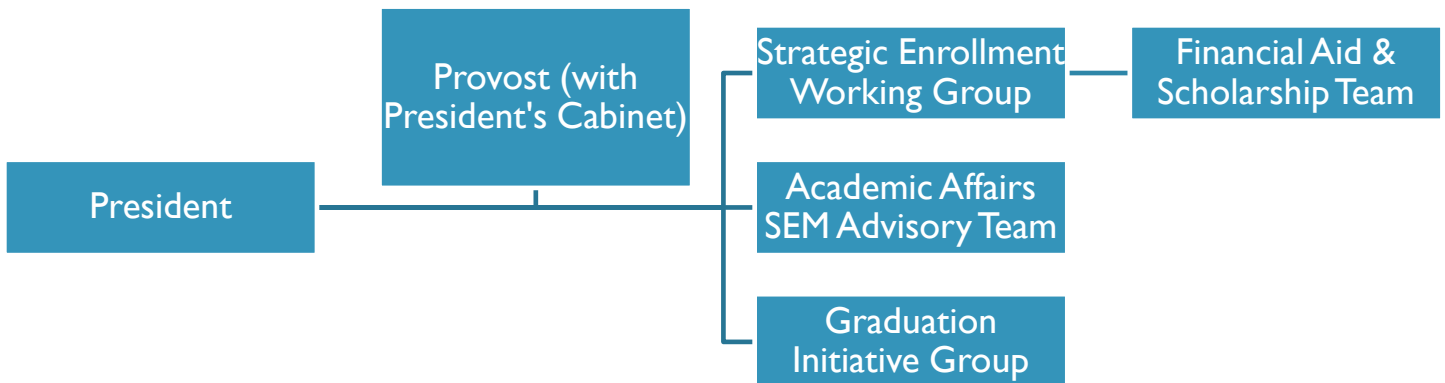 President
Provost (with
President's Cabinet)
Strategic Enrollment
Working Group
Financial Aid &
Scholarship Team
Academic Affairs
SEM Advisory Team
Graduation
Initiative Group